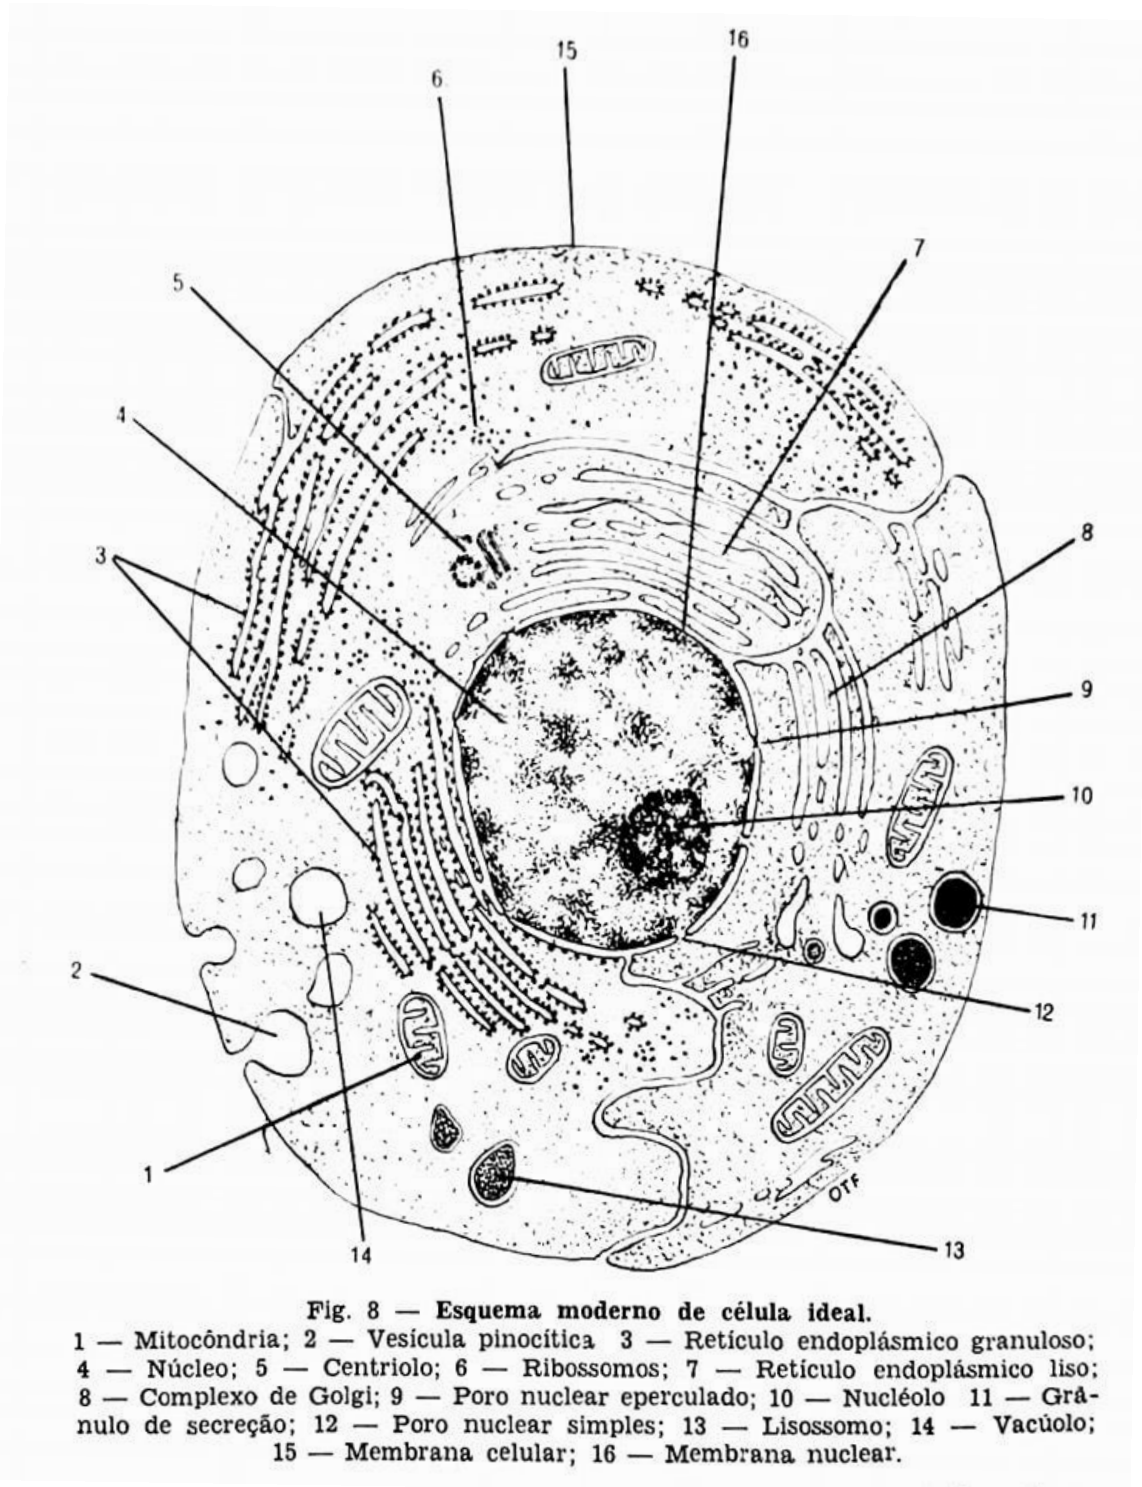 16
15
6
7
5
4
8
3
9
10
11
2
12
1
OTF
14
13
Fig. 8 — Esquema moderno de célula ideal.
1 — Mitocôndria; 2 — Vesícula pinocítica 3 — Retículo endoplásmico granuloso;
4 — Núcleo; 5 — Centriolo; 6 — Ribossomos; 7 — Retículo endoplásmico liso;
8 — Complexo de Golgi; 9 — Poro nuclear eperculado; 10 — Nucléolo 11 — Grâ-
nulo de secreção; 12 — Poro nuclear simples; 13 — Lisossomo; 14 — Vacúolo;
15 — Membrana celular; 16 — Membrana nuclear.